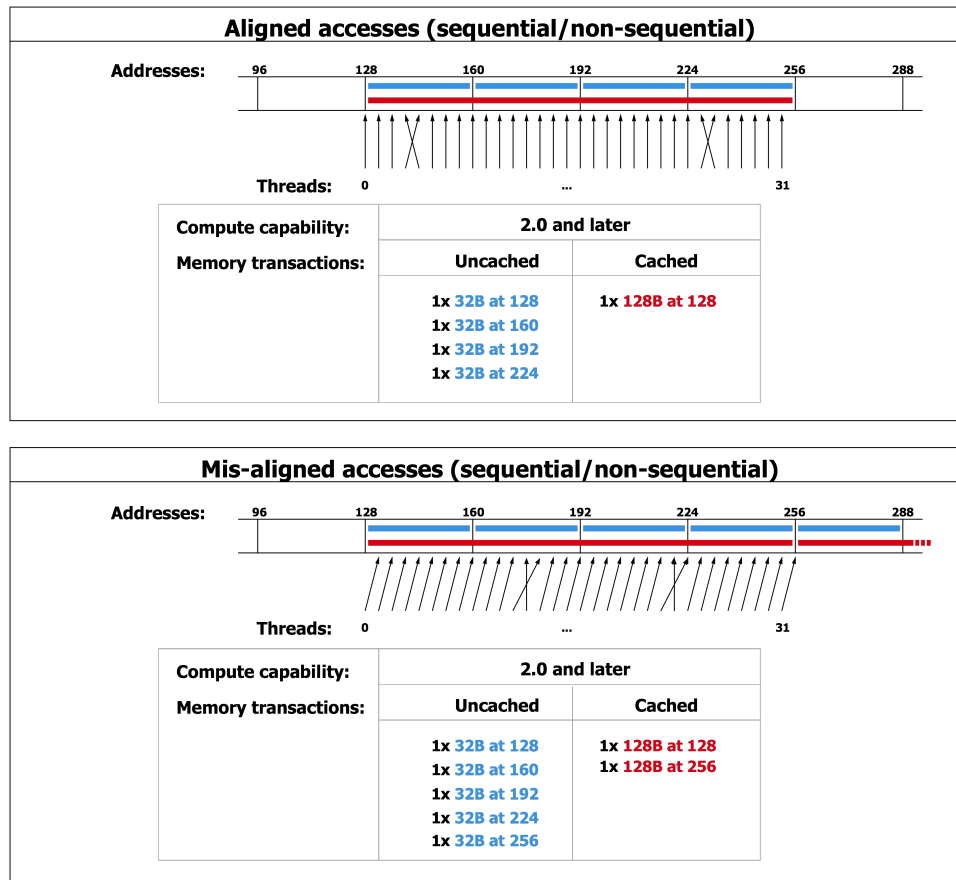 Aligned accesses (sequential/non-sequential)
Addresses: 96 128 160 192 224 256 288
Threads: 0 ... 31
Compute capability: 2.0 and later
Memory transactions: Uncached Cached
1x 32B at 128 1x 128B at 128
1x 32B at 160
1x 32B at 192
1x 32B at 224
Mis-aligned accesses (sequential/non-sequential)
Addresses: 96 128 160 192 224 256 288
Threads: 0 ... 31
Compute capability: 2.0 and later
Memory transactions: Uncached Cached
1x 32B at 128 1x 128B at 128
1x 32B at 160 1x 128B at 256
1x 32B at 192
1x 32B at 224
1x 32B at 256